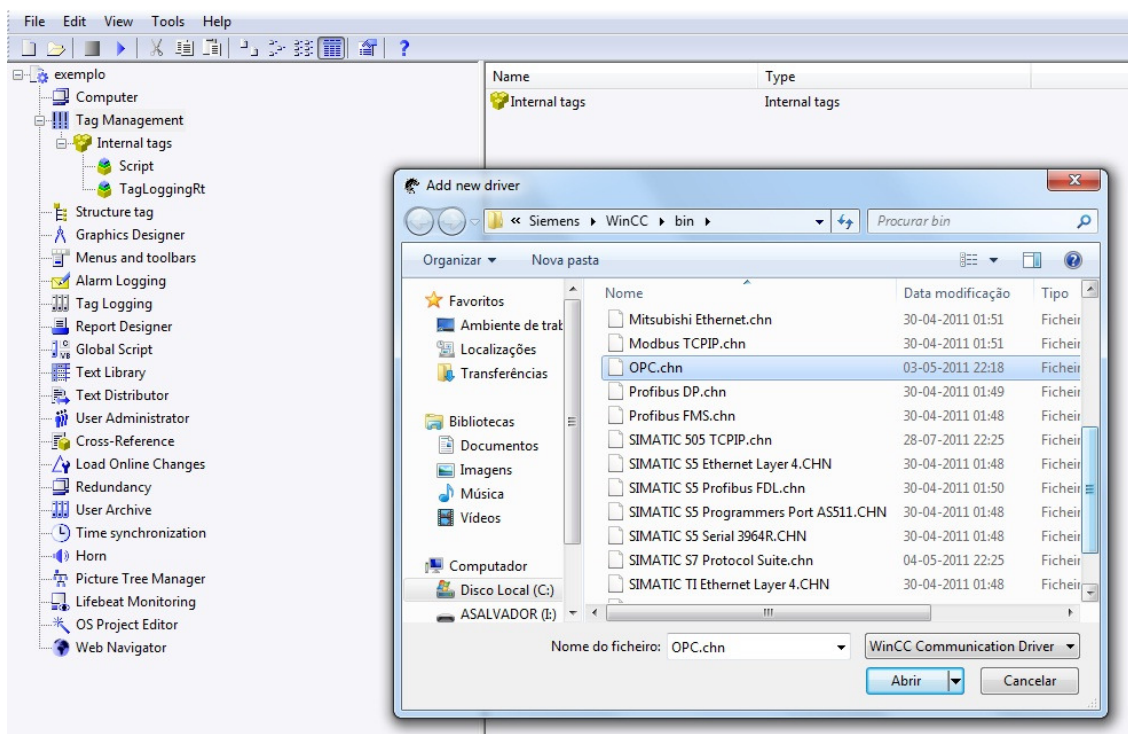 File Edit View Tools Help
exemplo
Computer
Tag Management
Internal tags
Script
TagLoggingRt
Structure tag
Graphics Designer
Menus and toolbars
Alarm Logging
Tag Logging
Report Designer
Global Script
Text Library
Text Distributor
User Administrator
Cross-Reference
Load Online Changes
Redundancy
User Archive
Time synchronization
Horn
Picture Tree Manager
Lifebeat Monitoring
OS Project Editor
Web Navigator
Name Type
Internal tags Internal tags
Add new driver
« Siemens WinCC bin Procurar bin
Organizar Nova pasta
Favoritos
Ambiente de trab
Localizações
Transferências
Bibliotecas
Documentos
Imagens
Música
Vídeos
Computador
Disco Local (C:)
ASALVADOR (I:)
Nome Data modificação Tipo
Mitsubishi Ethernet.chn 30-04-2011 01:51 Ficheir
Modbus TCPIP.chn 30-04-2011 01:51 Ficheir
OPC.chn 03-05-2011 22:18 Ficheir
Profibus DP.chn 30-04-2011 01:49 Ficheir
Profibus FMS.chn 30-04-2011 01:48 Ficheir
SIMATIC 505 TCPIP.chn 28-07-2011 22:25 Ficheir
SIMATIC S5 Ethernet Layer 4.CHN 30-04-2011 01:48 Ficheir
SIMATIC S5 Profibus FDL.chn 30-04-2011 01:50 Ficheir
SIMATIC S5 Programmers Port AS511.CHN 30-04-2011 01:48 Ficheir
SIMATIC S5 Serial 3964R.CHN 30-04-2011 01:48 Ficheir
SIMATIC S7 Protocol Suite.chn 04-05-2011 22:25 Ficheir
SIMATIC TI Ethernet Layer 4.CHN 30-04-2011 01:48 Ficheir
Nome do ficheiro: OPC.chn WinCC Communication Driver
Abrir Cancelar